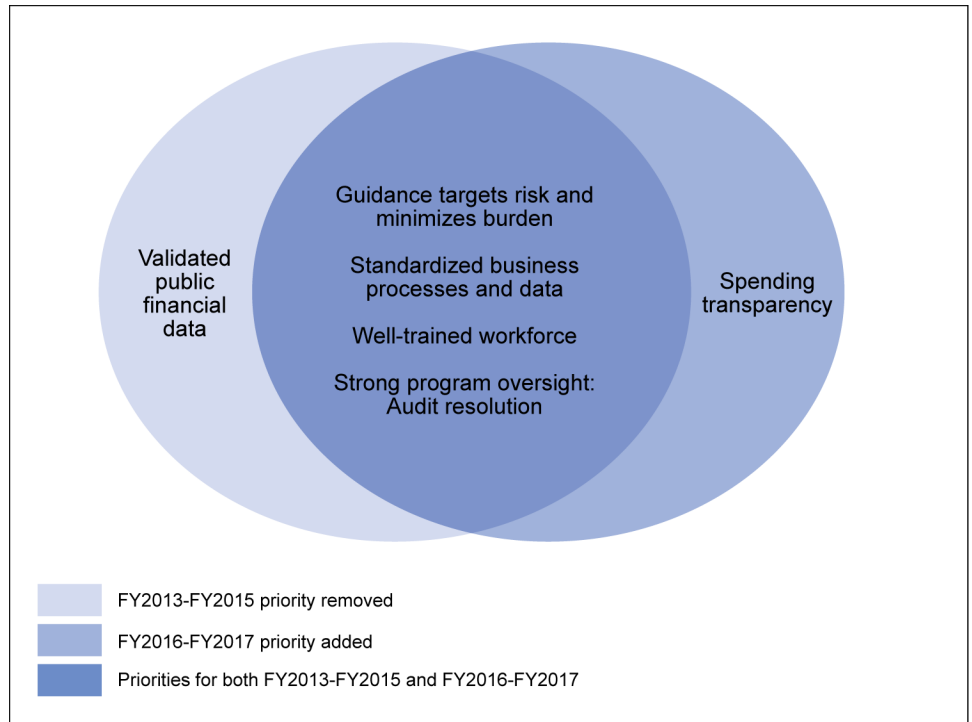 Guidance targets risk and
minimizes burden
Validated
public
financial
data
Standardized business
processes and data
Spending
transparency
Well-trained workforce
Strong program oversight:
Audit resolution
FY2013-FY2015 priority removed
FY2016-FY2017 priority added
Priorities for both FY2013-FY2015 and FY2016-FY2017